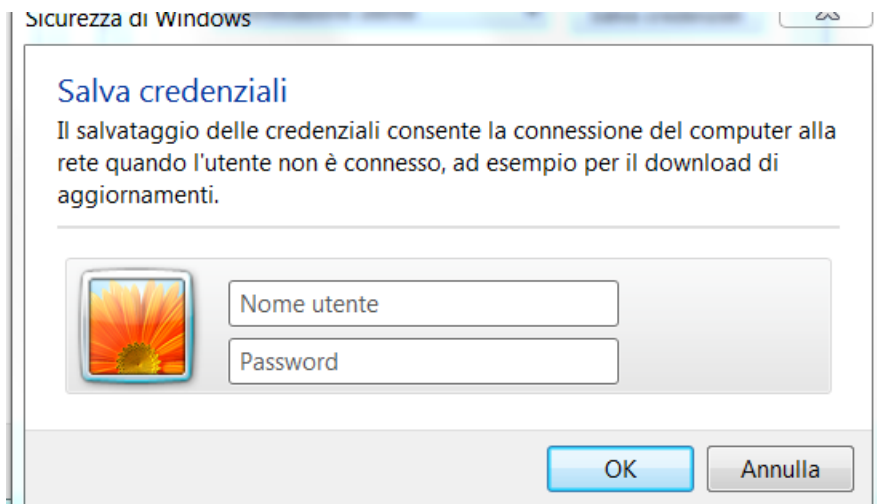 Sicurezza di Windows
Salva credenziali
Il salvataggio delle credenziali consente la connessione del computer alla
rete quando l'utente non è connesso, ad esempio per il download di
aggiornamenti.
Nome utente
Password
OK
Annulla